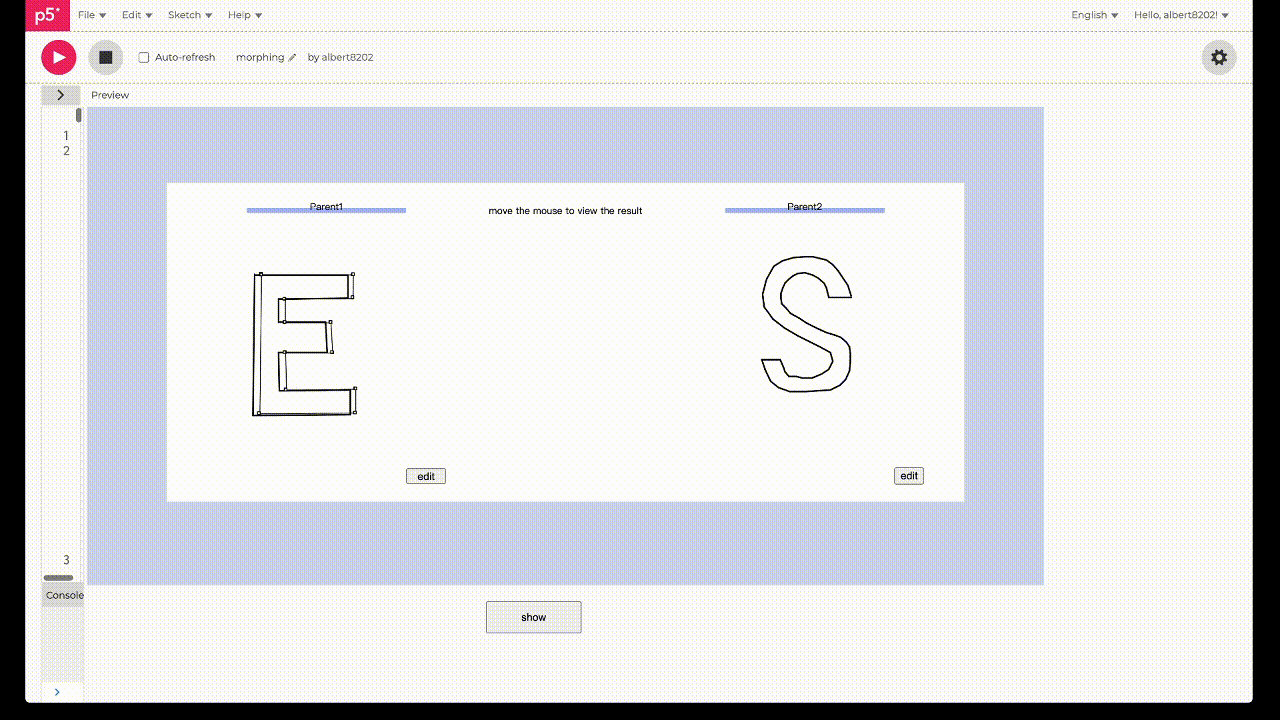 p5*
File Edit Sketch Help English Hello, albert8202!
Auto-refresh morphing by albert8202
Preview
1
2
Parent1 Parent2
move the mouse to view the result
E S
edit edit
3
Console
show